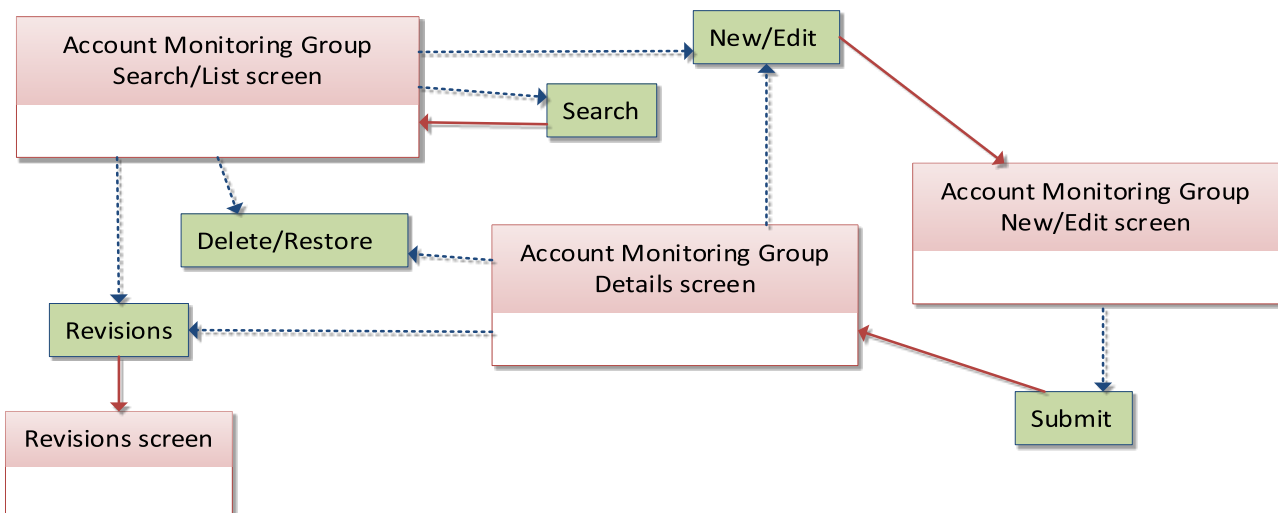 Account Monitoring Group
Search/List screen
New/Edit
Search
Account Monitoring Group
New/Edit screen
Delete/Restore
Account Monitoring Group
Details screen
Revisions
Submit
Revisions screen